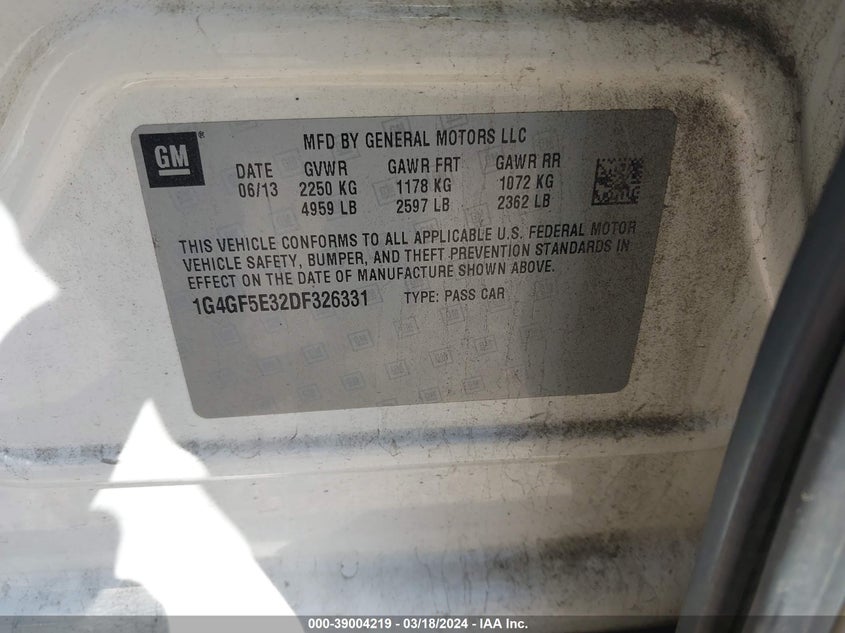 GM®
MFD BY GENERAL MOTORS LLC
DATE GVWR GAWR FRT GAWR RR
06/13 2250 KG 1178 KG 1072 KG
4959 LB 2597 LB 2362 LB
THIS VEHICLE CONFORMS TO ALL APPLICABLE U.S. FEDERAL MOTOR
VEHICLE SAFETY, BUMPER, AND THEFT PREVENTION STANDARDS IN
EFFECT ON THE DATE OF MANUFACTURE SHOWN ABOVE.
1G4GF5E32DF326331 TYPE: PASS CAR
000-39004219 - 03/18/2024 - IAA Inc.